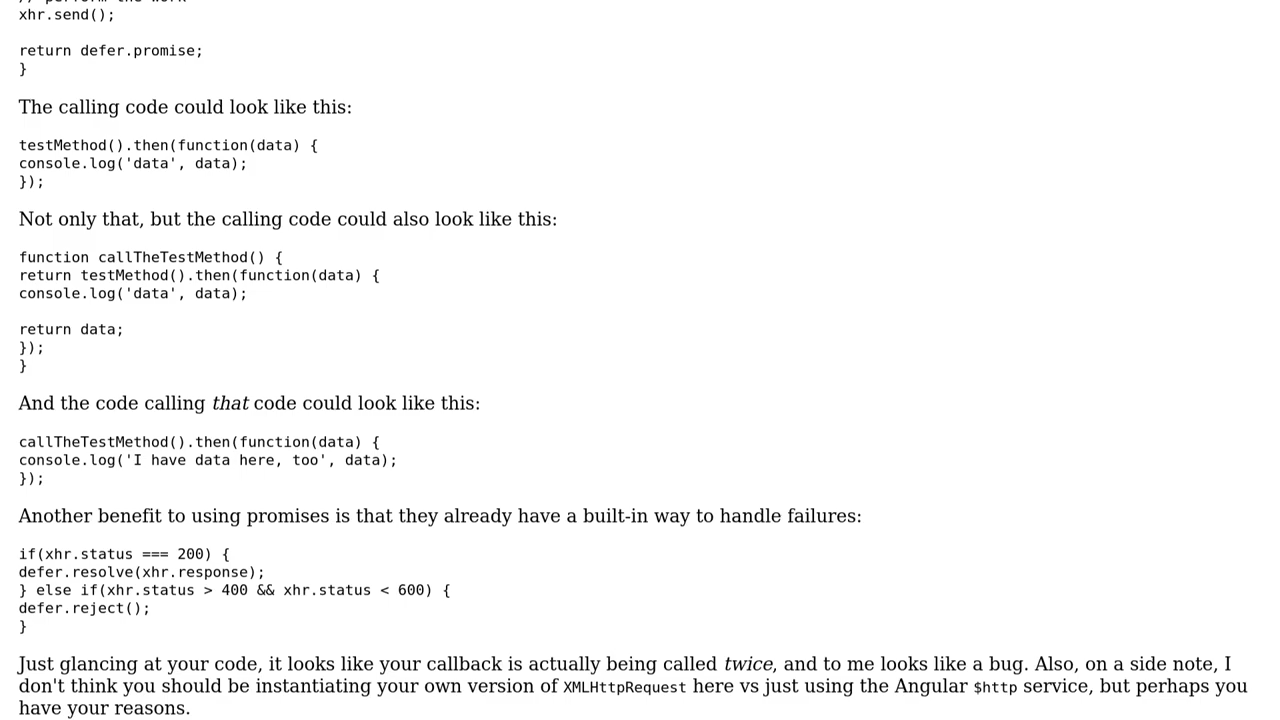 // perform the work
xhr.send();
return defer.promise;
}
The calling code could look like this:
testMethod().then(function(data) {
console.log('data', data);
});
Not only that, but the calling code could also look like this:
function callTheTestMethod() {
return testMethod().then(function(data) {
console.log('data', data);
return data;
});
}
And the code calling that code could look like this:
callTheTestMethod().then(function(data) {
console.log('I have data here, too', data);
});
Another benefit to using promises is that they already have a built-in way to handle failures:
if(xhr.status === 200) {
defer.resolve(xhr.response);
} else if(xhr.status > 400 && xhr.status < 600) {
defer.reject();
}
Just glancing at your code, it looks like your callback is actually being called twice, and to me looks like a bug. Also, on a side note, I
don't think you should be instantiating your own version of XMLHttpRequest here vs just using the Angular $http service, but perhaps you
have your reasons.